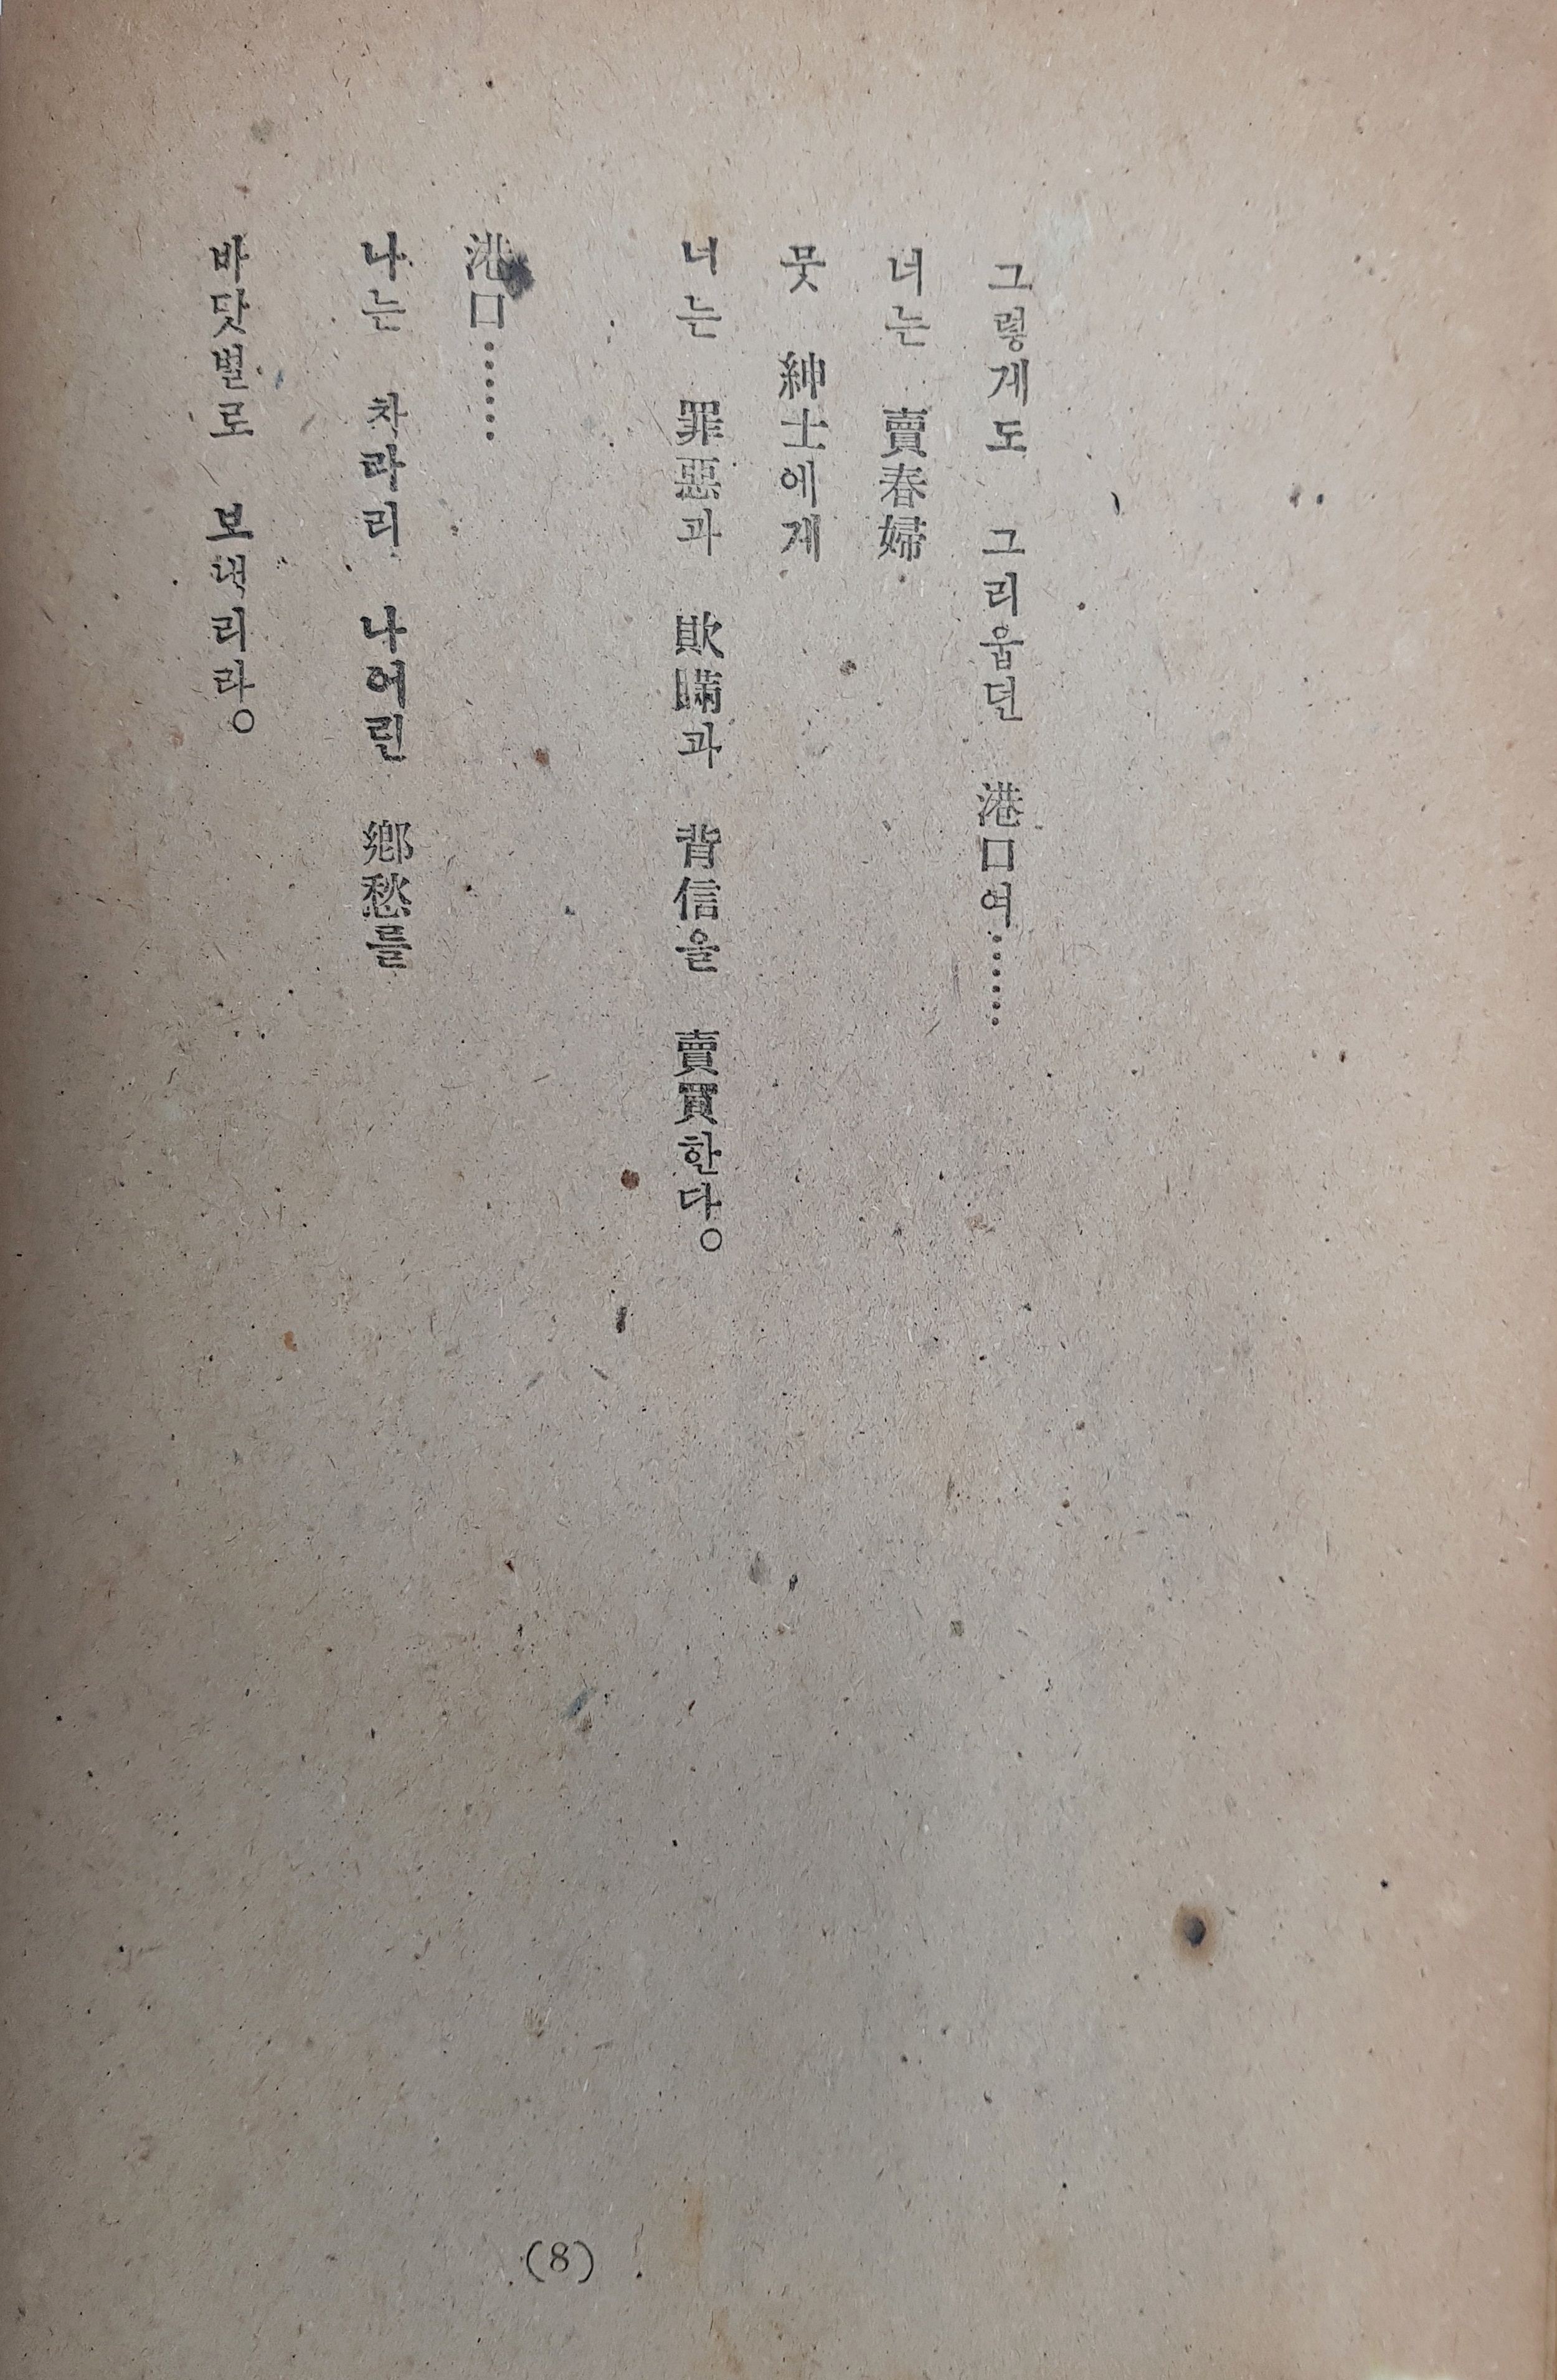 그렇게도 그리웁던 港口여……
너는 賣春婦
뭇 紳士에게
너는 罪惡과 欺瞞과 背信을 賣買한다。
港口……
나는 차라리 나어린 鄕愁를
바닷벌로 보내리라。
(8)